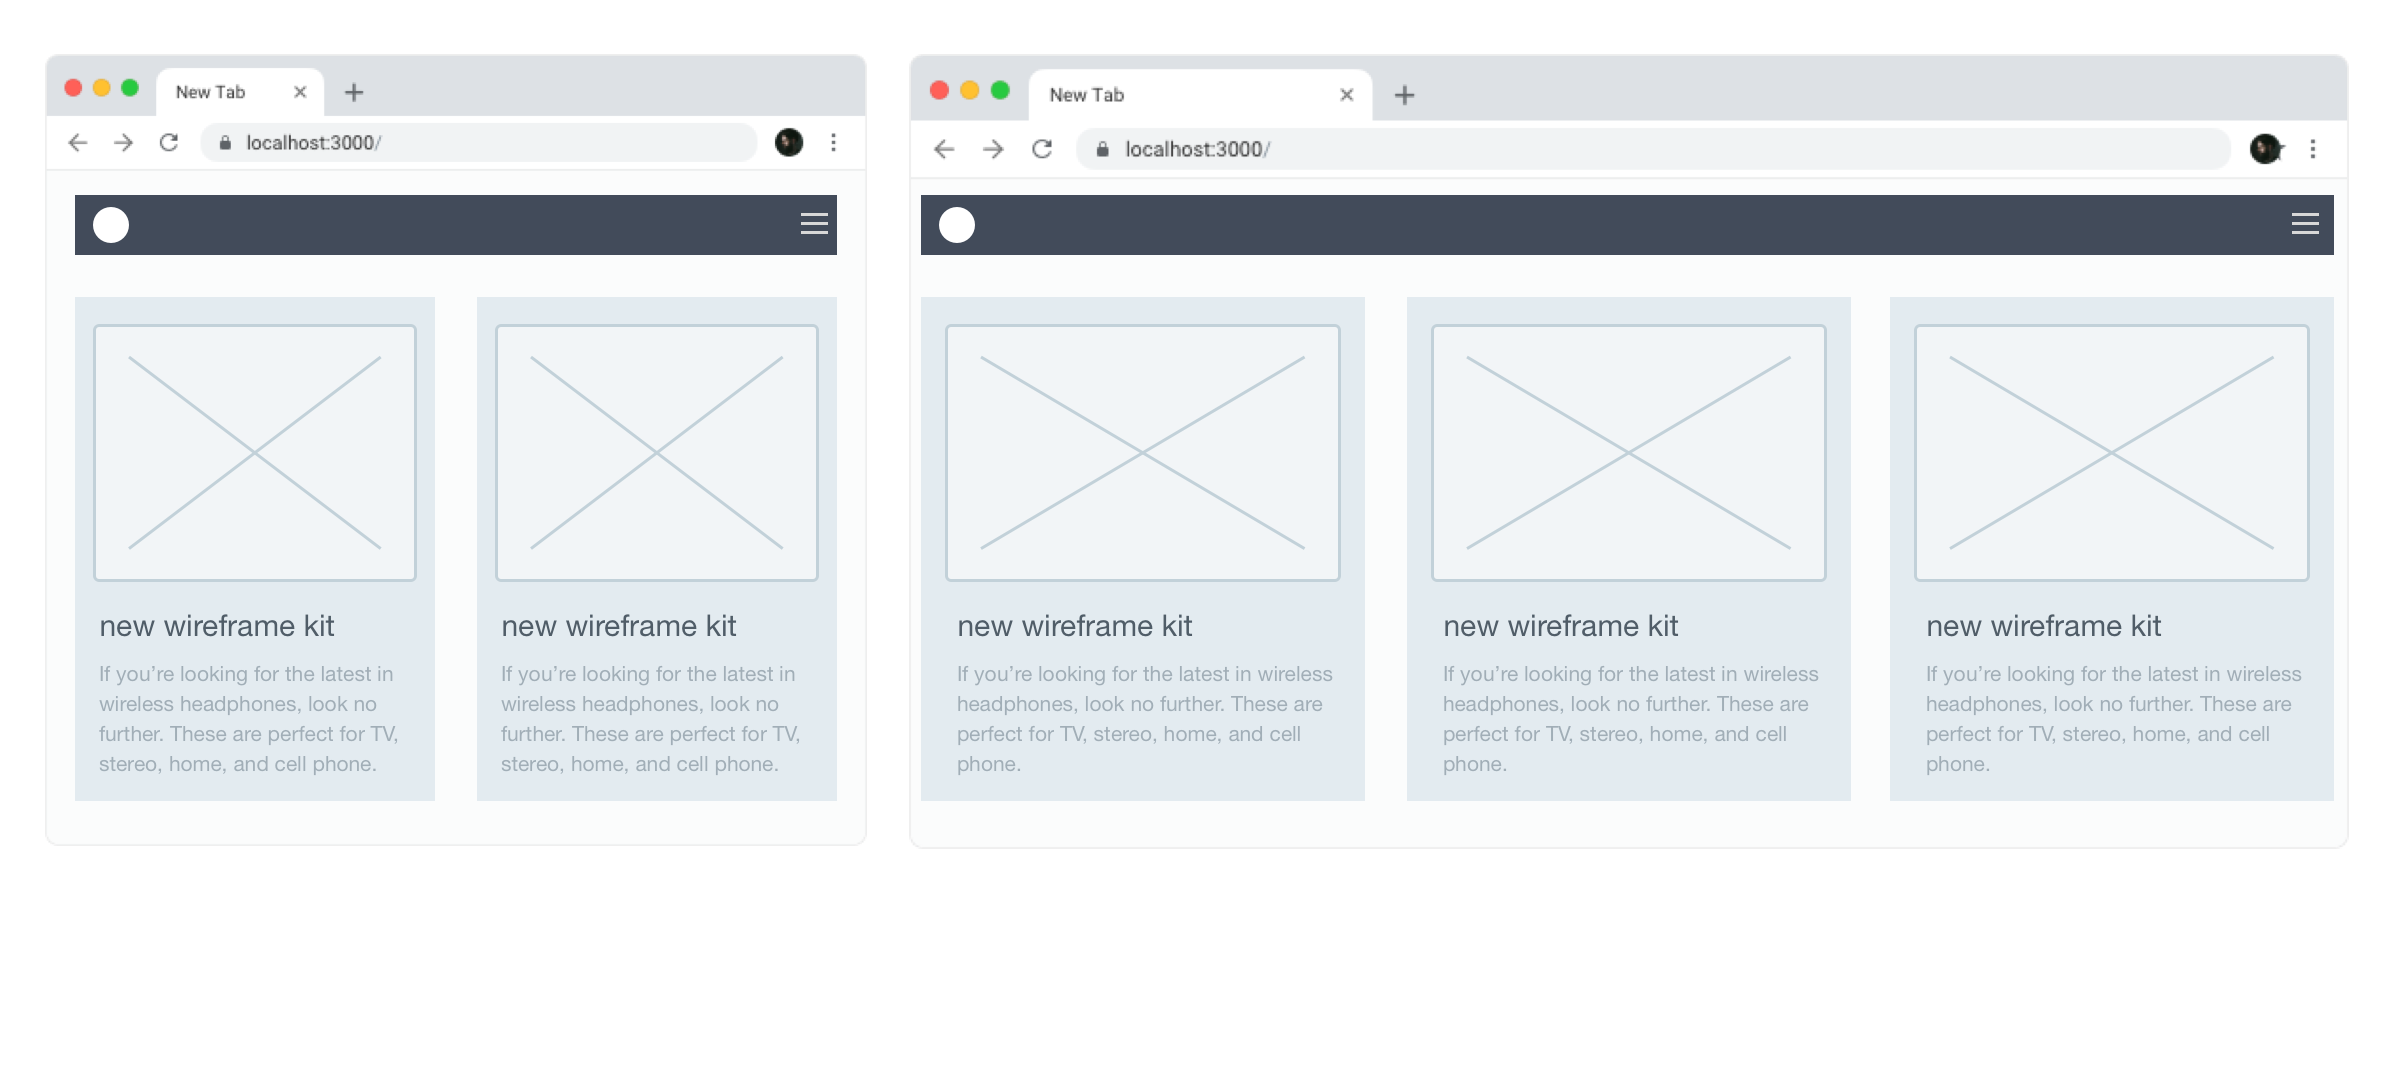 New Tab
localhost:3000/
new wireframe kit
If you’re looking for the latest in
wireless headphones, look no
further. These are perfect for TV,
stereo, home, and cell phone.
new wireframe kit
If you’re looking for the latest in
wireless headphones, look no
further. These are perfect for TV,
stereo, home, and cell phone.
New Tab
localhost:3000/
new wireframe kit
If you’re looking for the latest in wireless
headphones, look no further. These are
perfect for TV, stereo, home, and cell
phone.
new wireframe kit
If you’re looking for the latest in wireless
headphones, look no further. These are
perfect for TV, stereo, home, and cell
phone.
new wireframe kit
If you’re looking for the latest in wireless
headphones, look no further. These are
perfect for TV, stereo, home, and cell
phone.